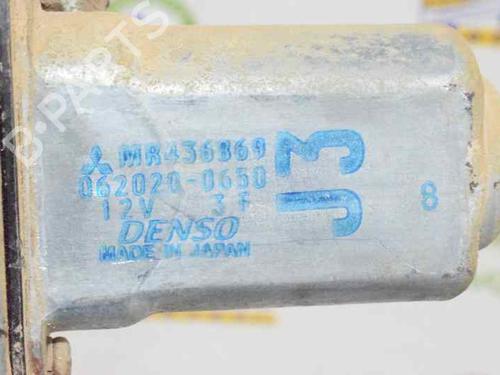 MR436869
062020-0650
12V 3F
DENSO
MADE IN JAPAN
J3
8
B-PARTS